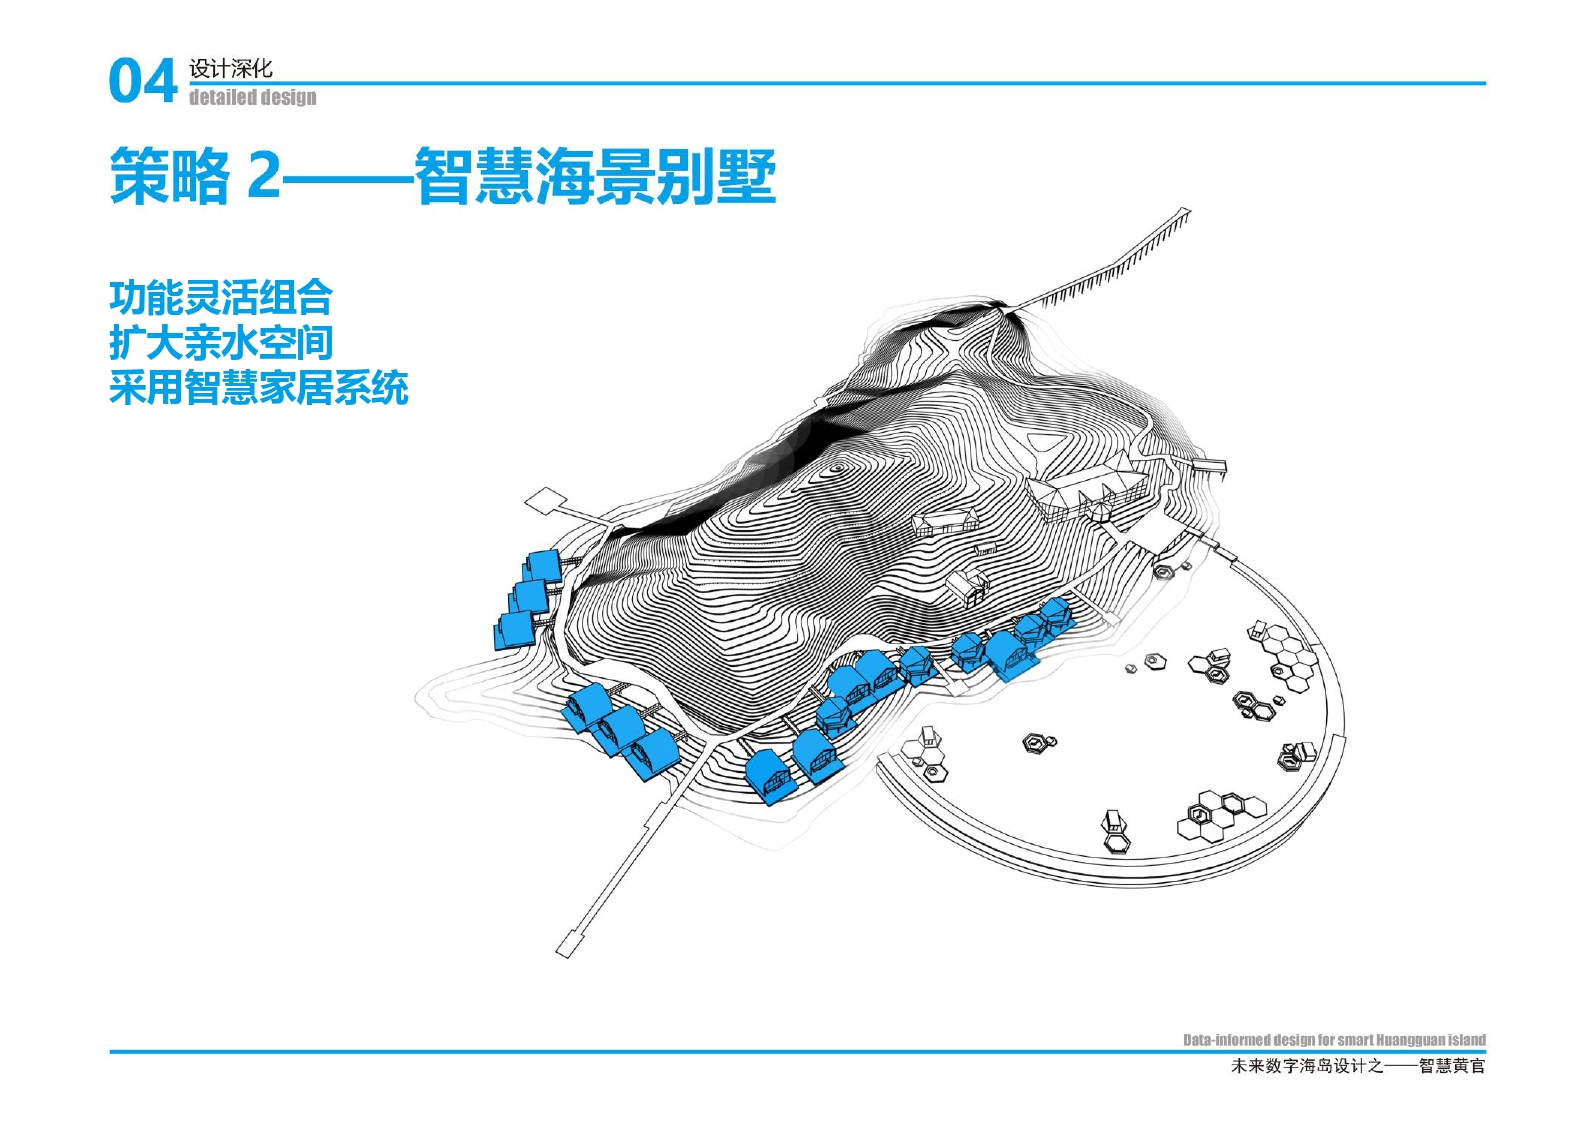 04 设计深化
detailed design
策略 2——智慧海景别墅
功能灵活组合
扩大亲水空间
采用智慧家居系统
Data-informed design for smart Huangguan island
未来数字海岛设计之——智慧黄官